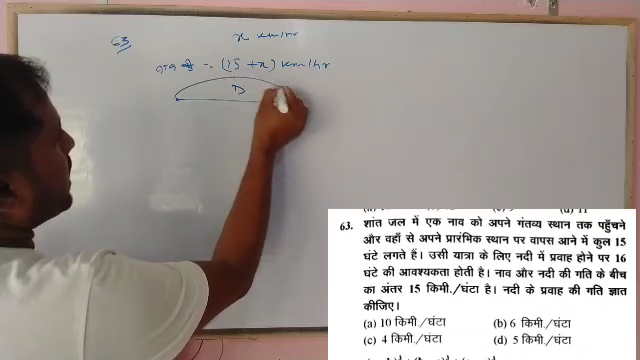 63
x km/hr
= (15 + x) km/hr
D
63. शांत जल में एक नाव को अपने गंतव्य स्थान तक पहुँचने
और वहाँ से अपने प्रारंभिक स्थान पर वापस आने में कुल 15
घंटे लगते हैं। उसी यात्रा के लिए नदी में प्रवाह होने पर 16
घंटे की आवश्यकता होती है। नाव और नदी की गति के बीच
का अंतर 15 किमी./घंटा है। नदी के प्रवाह की गति ज्ञात
कीजिए।
(a) 10 किमी./घंटा (b) 6 किमी./घंटा
(c) 4 किमी./घंटा (d) 5 किमी./घंटा